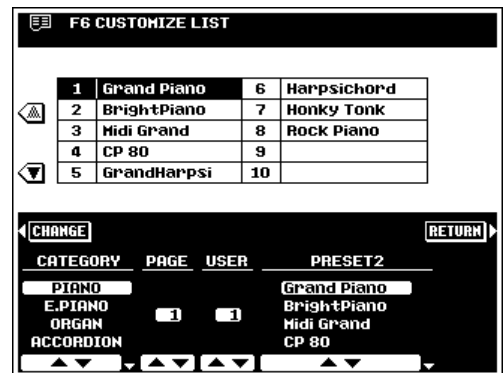 F6 CUSTOMIZE LIST
1 Grand Piano 6 Harpsichord
2 BrightPiano 7 Honky Tonk
3 Midi Grand 8 Rock Piano
4 CP 80 9
5 GrandHarpsi 10
CHANGE RETURN
CATEGORY PAGE USER PRESET2
PIANO Grand Piano
E.PIANO 1 1 BrightPiano
ORGAN Midi Grand
ACCORDION CP 80